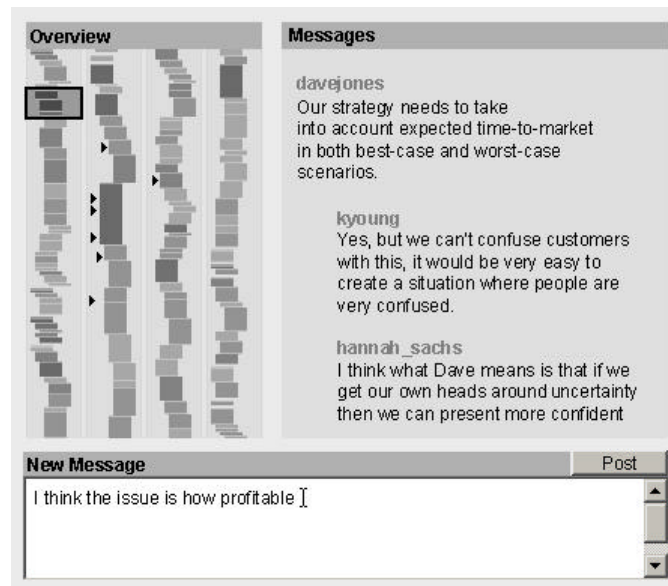 Overview
Messages
davejones
Our strategy needs to take
into account expected time-to-market
in both best-case and worst-case
scenarios.
kyoung
Yes, but we can't confuse customers
with this, it would be very easy to
create a situation where people are
very confused.
hannah_sachs
I think what Dave means is that if we
get our own heads around uncertainty
then we can present more confident
New Message
Post
I think the issue is how profitable